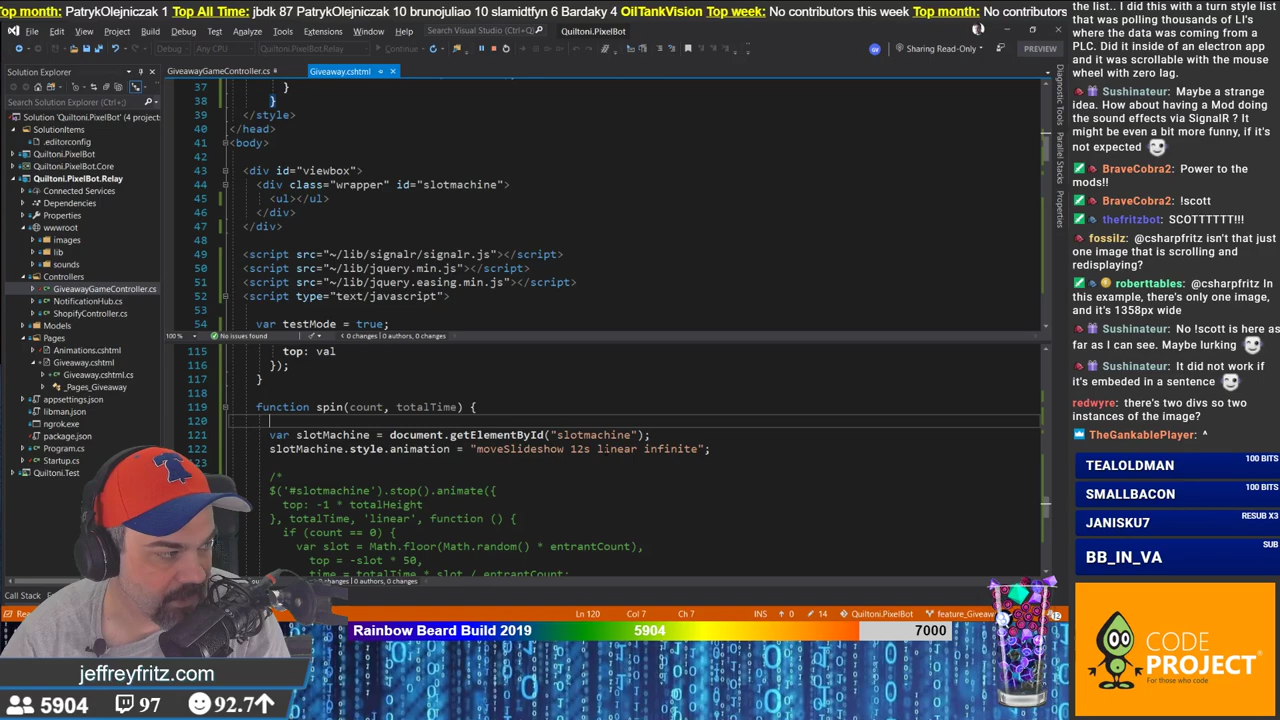 Top month: PatrykOlejniczak 1 Top All Time: jbdk 87 PatrykOlejniczak 10 brunojuliao 10 slamidtfyn 6 Bardaky 4 OilTankVision Top week: No contributors this week Top month: No contributors
File Edit View Project Build Debug Test Analyze Tools Extensions Window Help Search Visual Studio (Ctrl+Q) Quiltoni.PixelBot
Debug Any CPU Quiltoni.PixelBot.Relay Continue GV Sharing Read-Only PREVIEW
Solution Explorer
Search Solution Explorer (Ctrl+;)
Solution 'Quiltoni.PixelBot' (4 projects
SolutionItems
.editorconfig
Quiltoni.PixelBot
Quiltoni.PixelBot.Core
Quiltoni.PixelBot.Relay
Connected Services
Dependencies
Properties
wwwroot
images
lib
sounds
Controllers
GiveawayGameController.cs
NotificationHub.cs
ShopifyController.cs
Models
Pages
Animations.cshtml
Giveaway.cshtml
Giveaway.cshtml.cs
_Pages_Giveaway
appsettings.json
libman.json
ngrok.exe
package.json
Program.cs
Startup.cs
Quiltoni.Test
GiveawayGameController.cs Giveaway.cshtml
37 }
38 }
39 </style>
40 </head>
41 <body>
42
43 <div id="viewbox">
44 <div class="wrapper" id="slotmachine">
45 <ul></ul>
46 </div>
47 </div>
48
49 <script src="~/lib/signalr/signalr.js"></script>
50 <script src="~/lib/jquery.min.js"></script>
51 <script src="~/lib/jquery.easing.min.js"></script>
52 <script type="text/javascript">
53
54 var testMode = true;
100 % No issues found 0 changes | 0 authors, 0 changes
115 top: val
116 });
117 }
118
119 function spin(count, totalTime) {
120
121 var slotMachine = document.getElementById("slotmachine");
122 slotMachine.style.animation = "moveSlideshow 12s linear infinite";
123
/*
$('#slotmachine').stop().animate({
top: -1 * totalHeight
}, totalTime, 'linear', function () {
if (count == 0) {
var slot = Math.floor(Math.random() * entrantCount),
top = -slot * 50,
time = totalTime * slot / entrantCount;
0 changes | 0 authors, 0 changes
Diagnostic Tools
Parallel Stacks
Properties
Call Stack
Ln 120 Col 7 Ch 7 INS 0 14 Quiltoni.PixelBot feature_Giveaw
Rainbow Beard Build 2019 5904 7000
jeffreyfritz.com
5904 97 92.7
the list.. I did this with a turn style list
that was polling thousands of LI's
where the data was coming from a
PLC. Did it inside of an electron app
and it was scrollable with the mouse
wheel with zero lag.
Sushinateur: Maybe a strange
idea. How about having a Mod doing
the sound effects via SignalR ? It
might be even a bit more funny, if it's
not expected
BraveCobra2: Power to the
mods!!
BraveCobra2: !scott
thefritzbot: SCOTTTTTT!!!
fossilz: @csharpfritz isn't that just
one image that is scrolling and
redisplaying?
roberttables: @csharpfritz In
this example, there's only one image,
and it's 1358px wide
Sushinateur: No !scott is here as
far as I can see. Maybe lurking
Sushinateur: It did not work if
it's embeded in a sentence
redwyre: there's two divs so two
instances of the image?
TheGankablePlayer: ^
TEALOLDMAN 100 BITS
SMALLBACON 100 BITS
JANISKU7 RESUB X3
BB_IN_VA SUB
CODE
PROJECT
For those who code